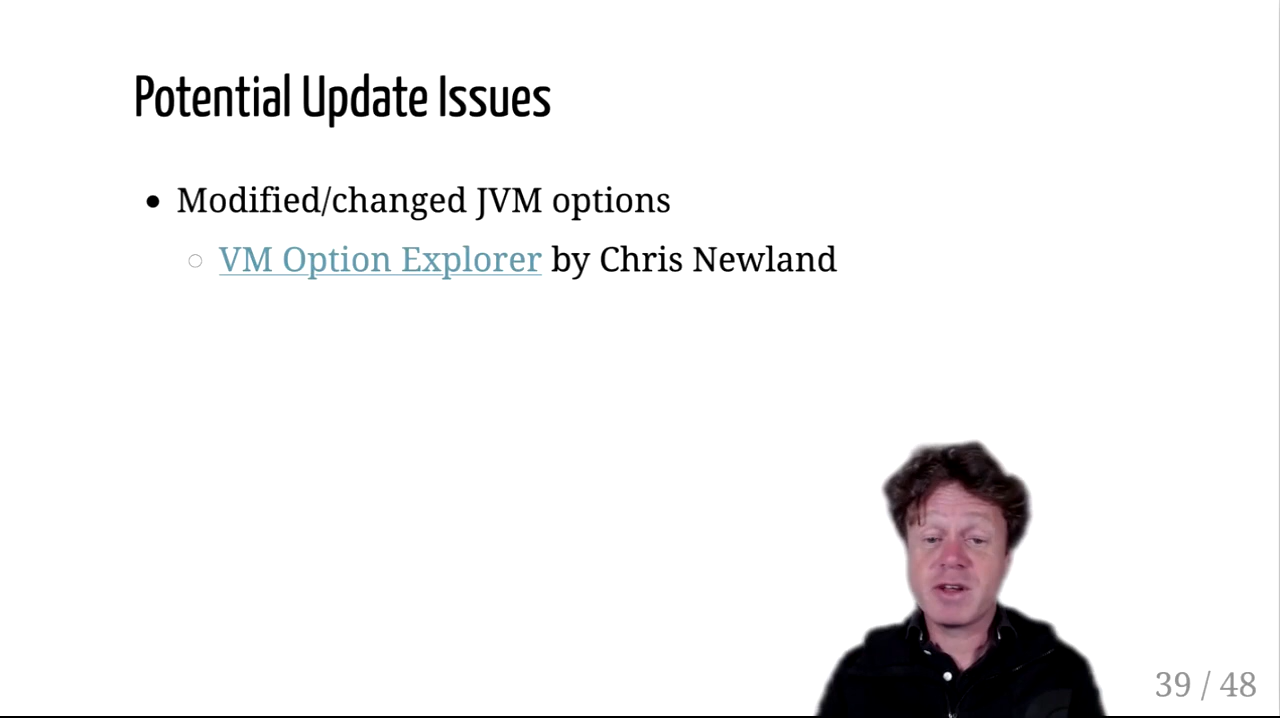 Potential Update Issues
Modified/changed JVM options
VM Option Explorer by Chris Newland
39 / 48